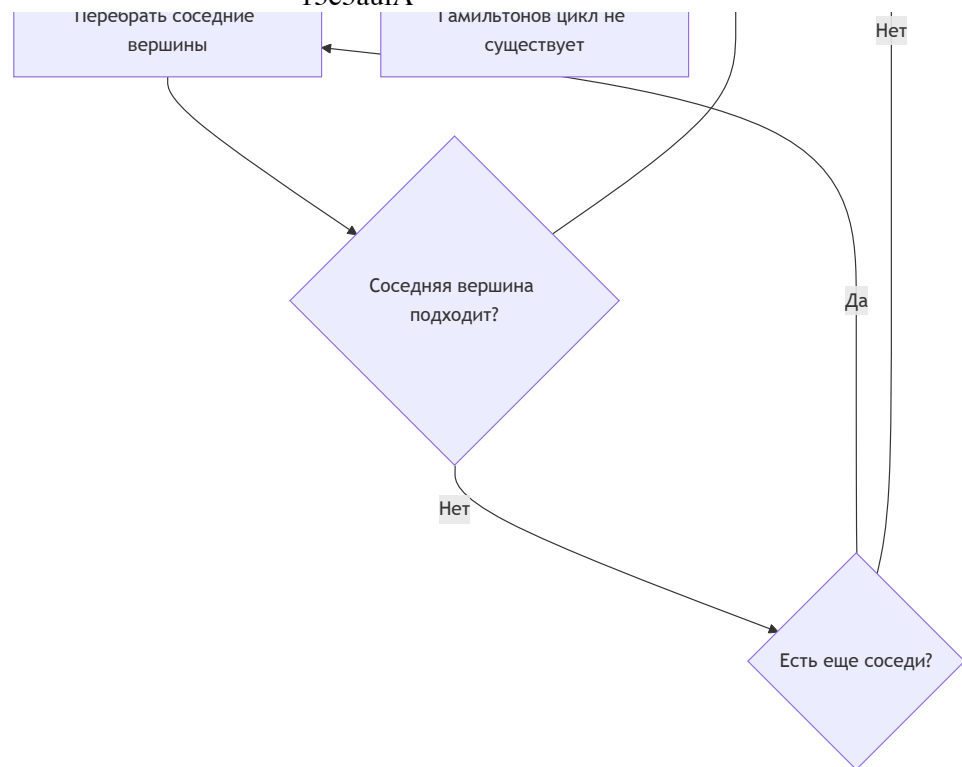 Перебрать соседние
вершины
Гамильтонов цикл не
существует
Нет
Соседняя вершина
подходит?
Да
Нет
Есть еще соседи?